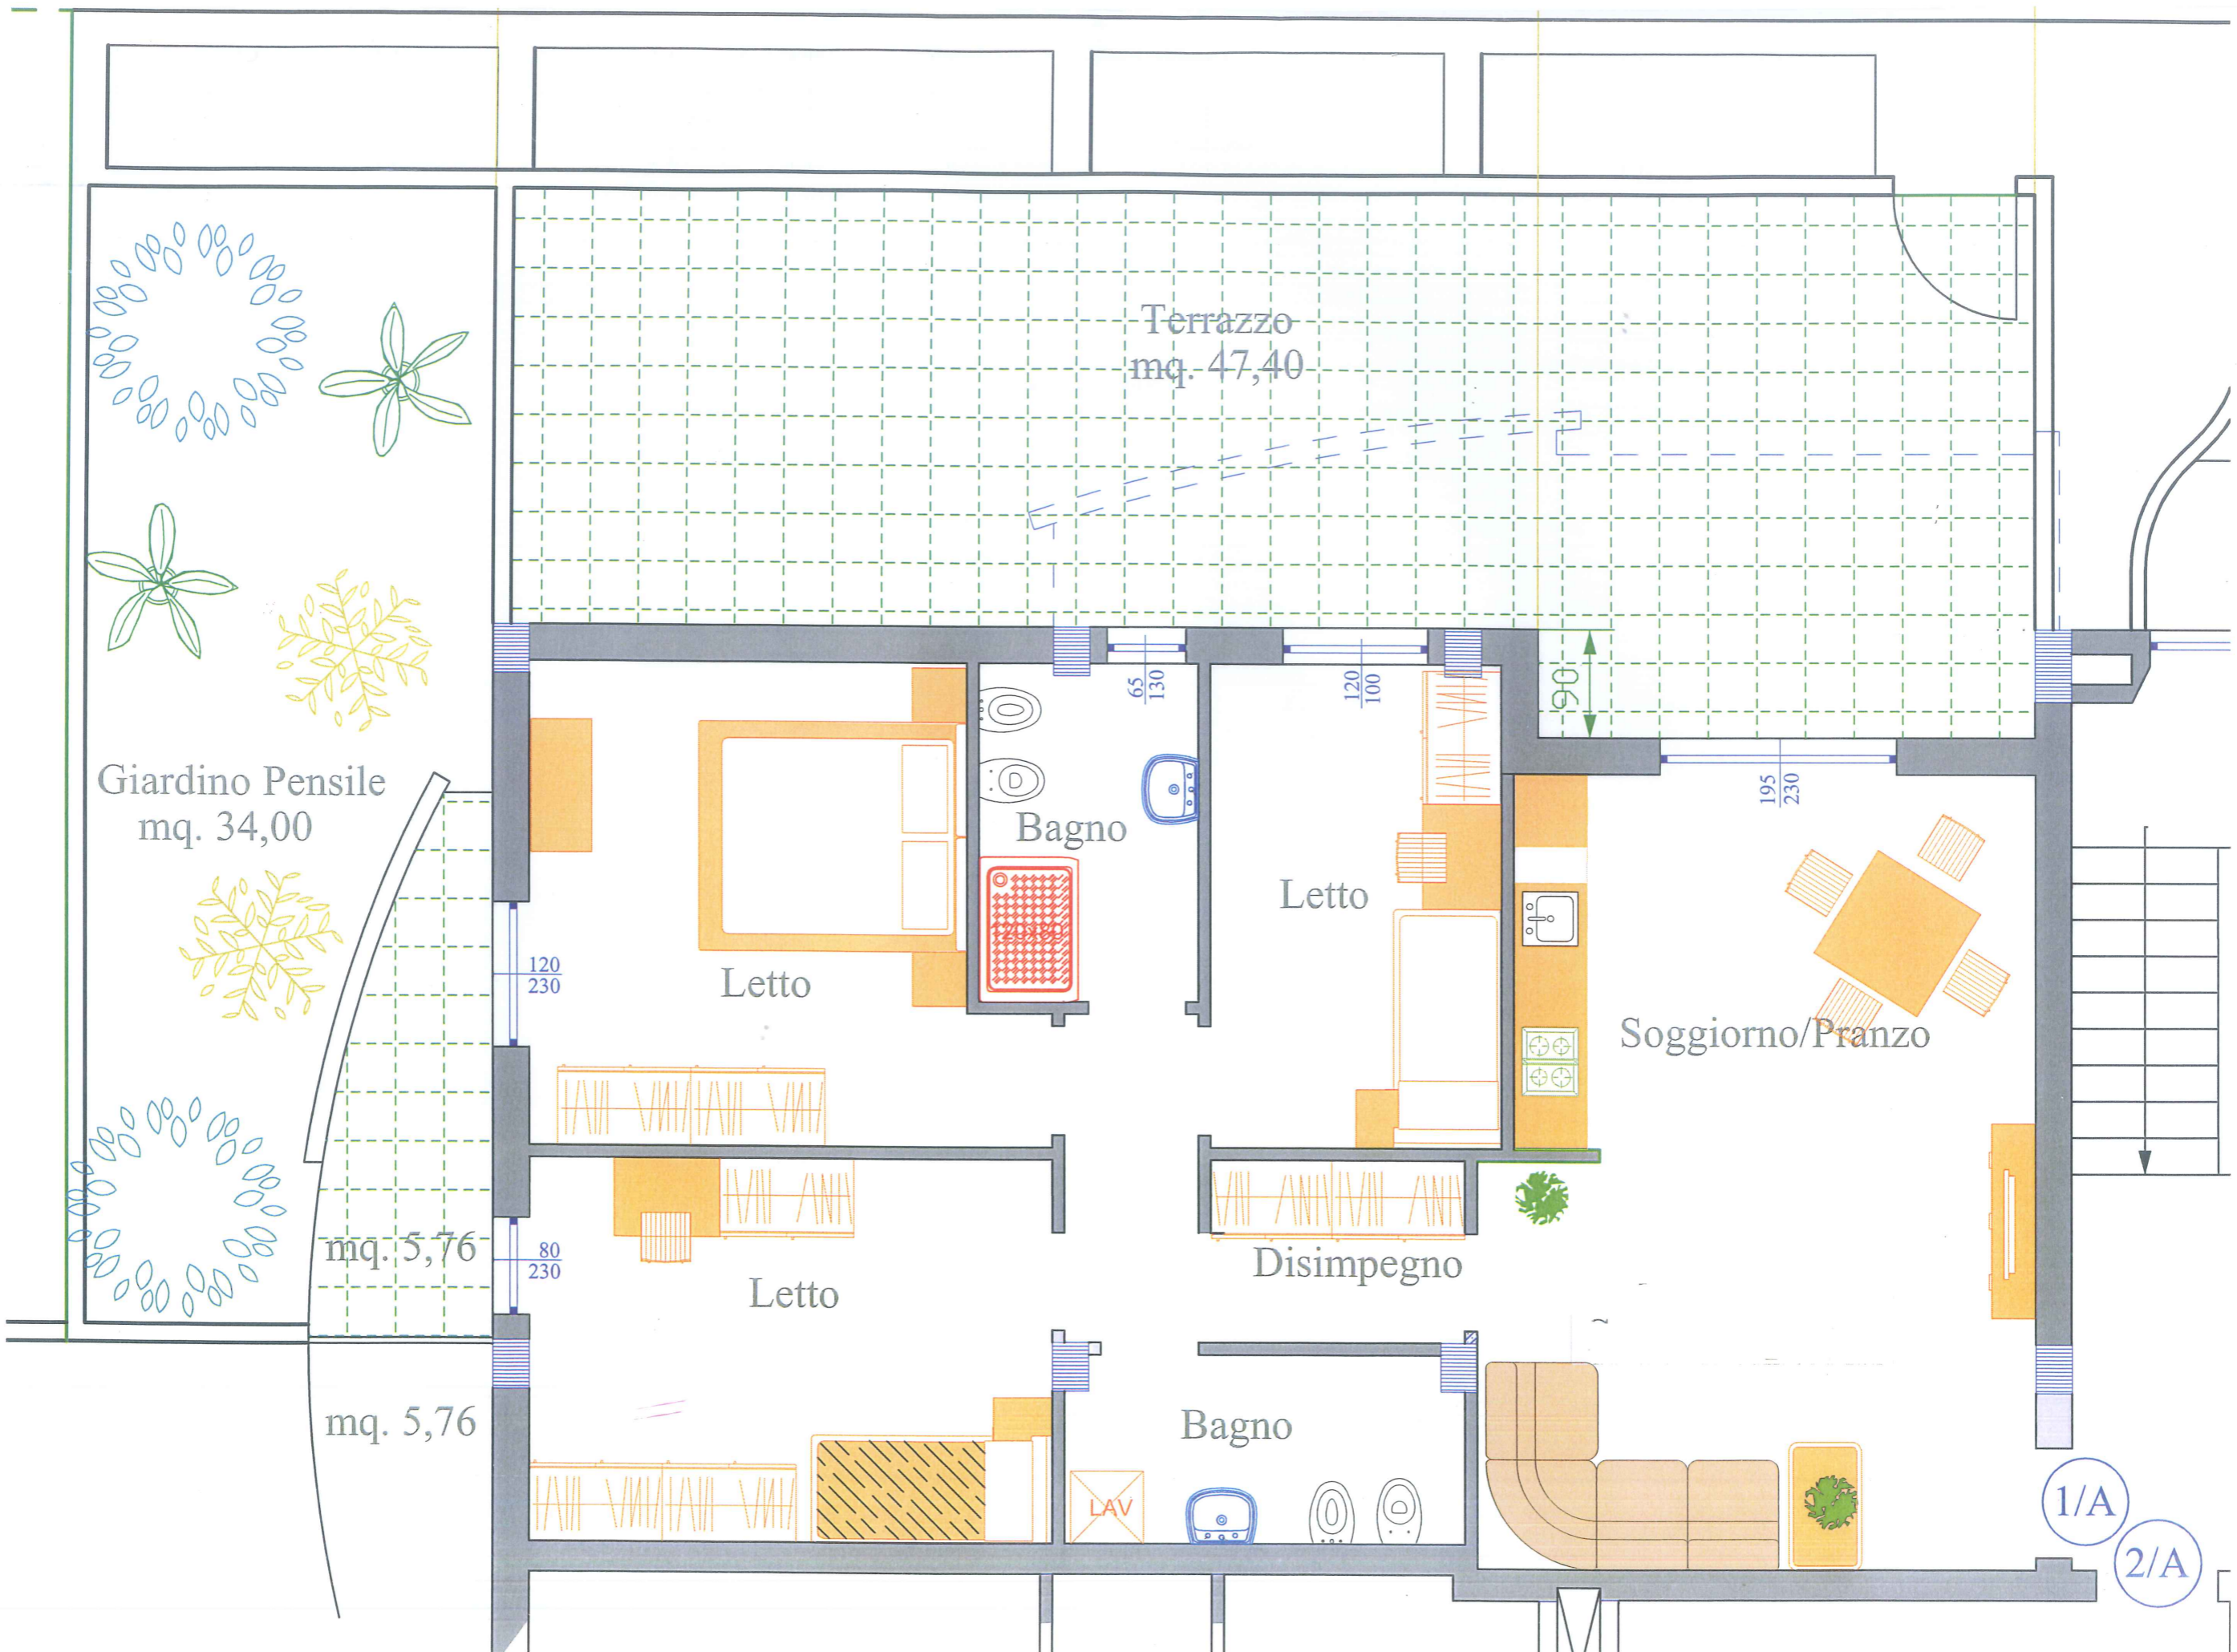 Terrazzo
mq. 47,40
65
130
120
100
90
195
230
Giardino Pensile
mq. 34,00
Bagno
Letto
120x80
Letto
120
230
Soggiorno/Pranzo
mq. 5,76
80
230
Letto
Disimpegno
mq. 5,76
Bagno
LAV
1/A
2/A